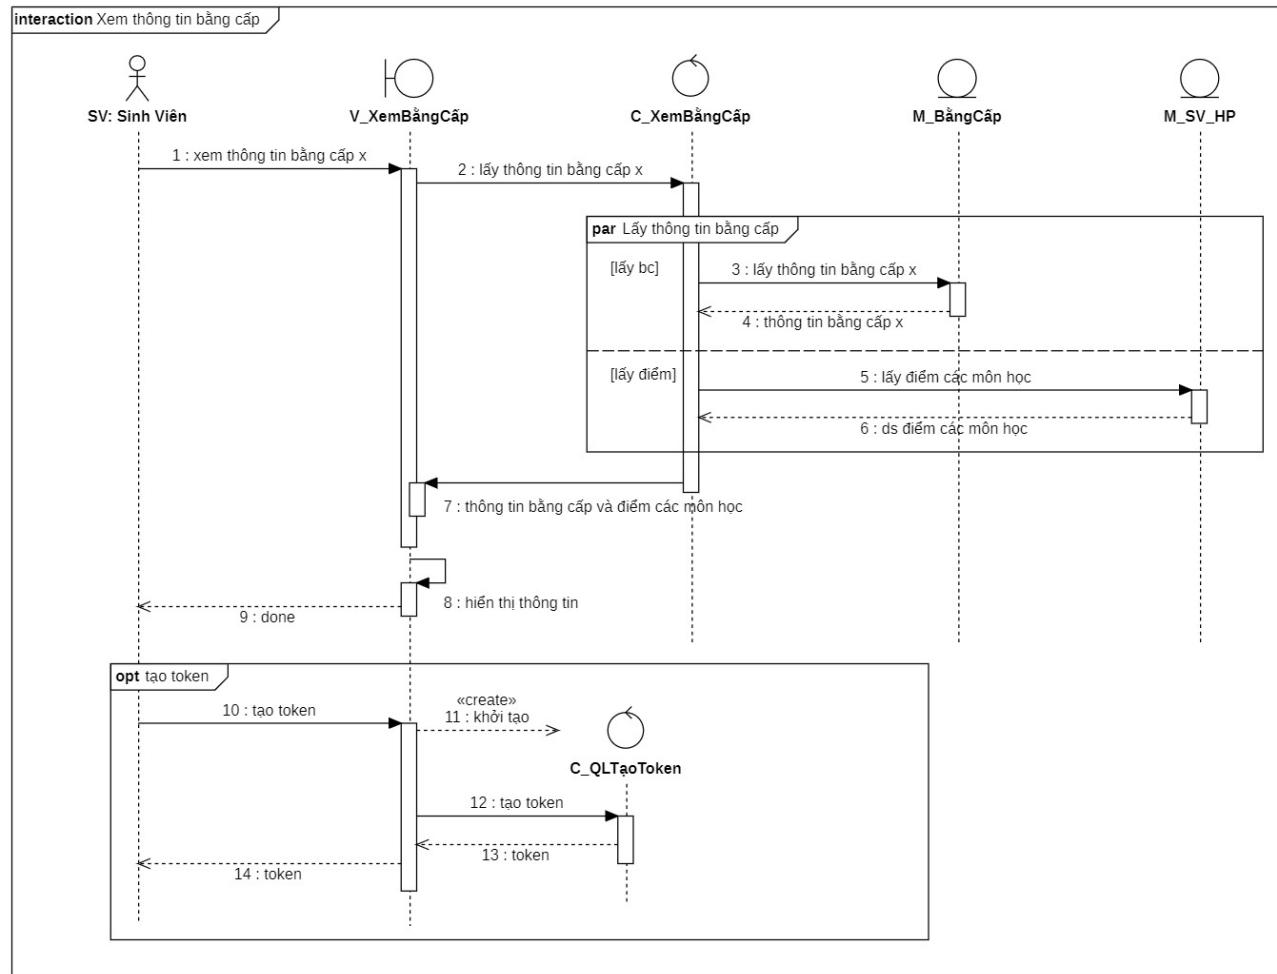 interaction Xem thông tin bằng cấp
SV: Sinh Viên
V_XemBằngCấp
C_XemBằngCấp
M_BằngCấp
M_SV_HP
1 : xem thông tin bằng cấp x
2 : lấy thông tin bằng cấp x
par Lấy thông tin bằng cấp
[lấy bc]
3 : lấy thông tin bằng cấp x
4 : thông tin bằng cấp x
[lấy điểm]
5 : lấy điểm các môn học
6 : ds điểm các môn học
7 : thông tin bằng cấp và điểm các môn học
8 : hiển thị thông tin
9 : done
opt tạo token
10 : tạo token
«create»
11 : khởi tạo
C_QLTạoToken
12 : tạo token
13 : token
14 : token